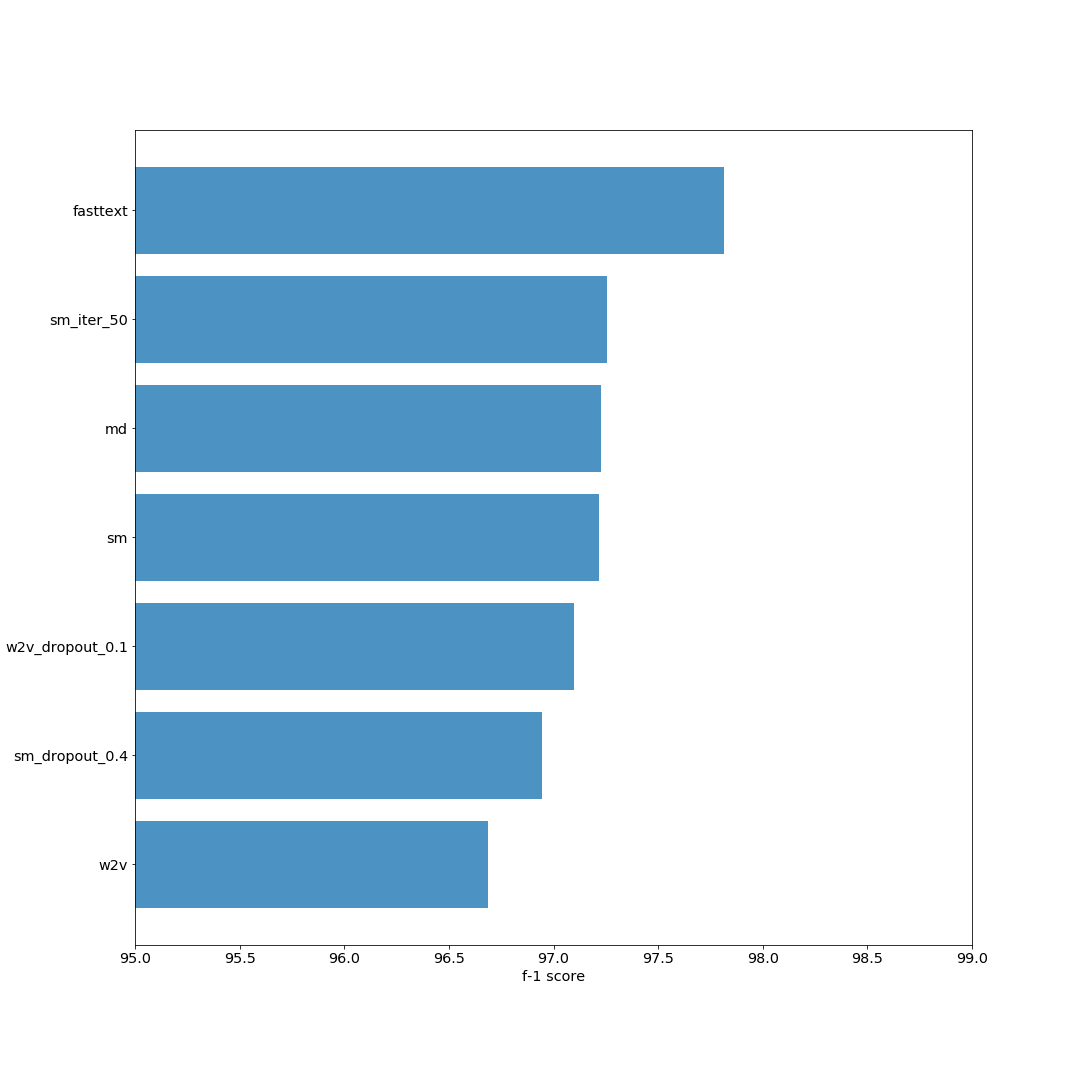 fasttext
sm_iter_50
md
sm
w2v_dropout_0.1
sm_dropout_0.4
w2v
95.0 95.5 96.0 96.5 97.0 97.5 98.0 98.5 99.0
f-1 score